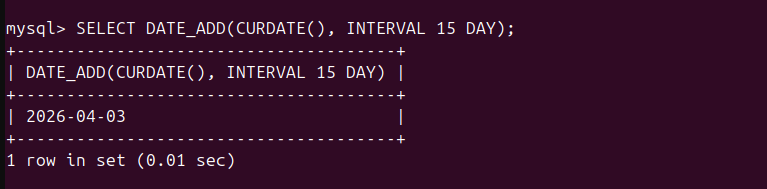 mysql> SELECT DATE_ADD(CURDATE(), INTERVAL 15 DAY);
+-------------------------------------+
| DATE_ADD(CURDATE(), INTERVAL 15 DAY) |
+-------------------------------------+
| 2026-04-03                           |
+-------------------------------------+
1 row in set (0.01 sec)